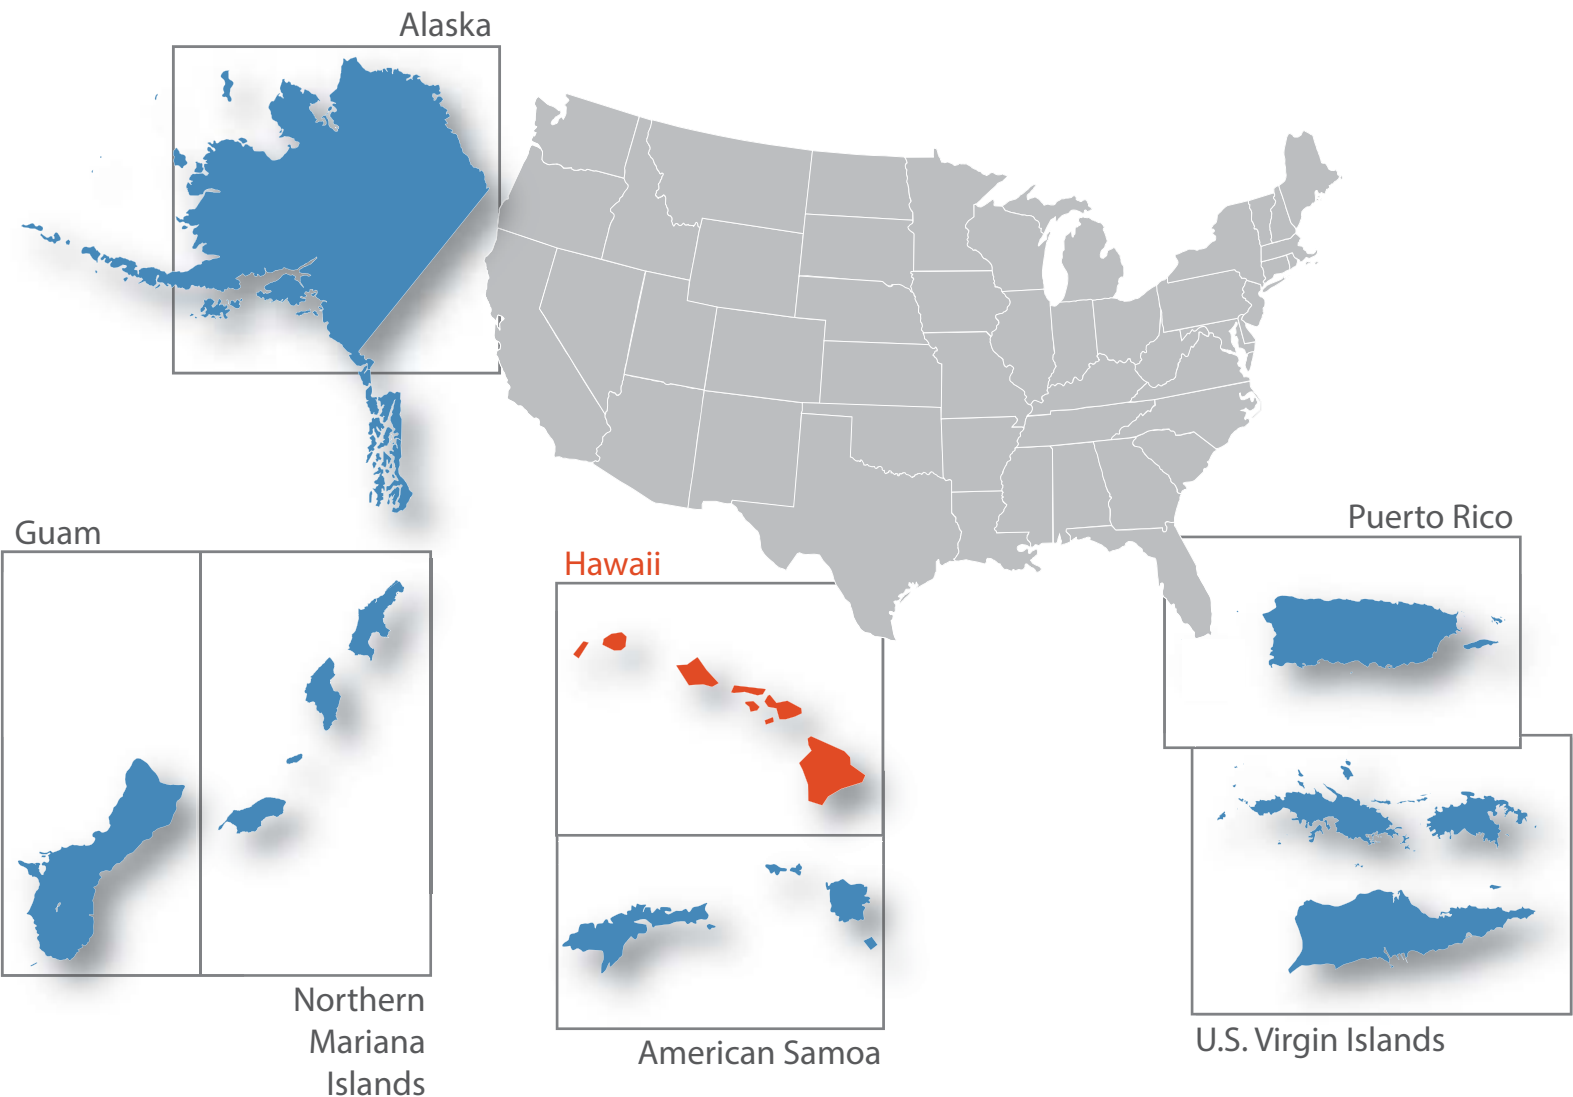 Alaska
Guam
Hawaii
Puerto Rico
Northern
Mariana
Islands
American Samoa
U.S. Virgin Islands